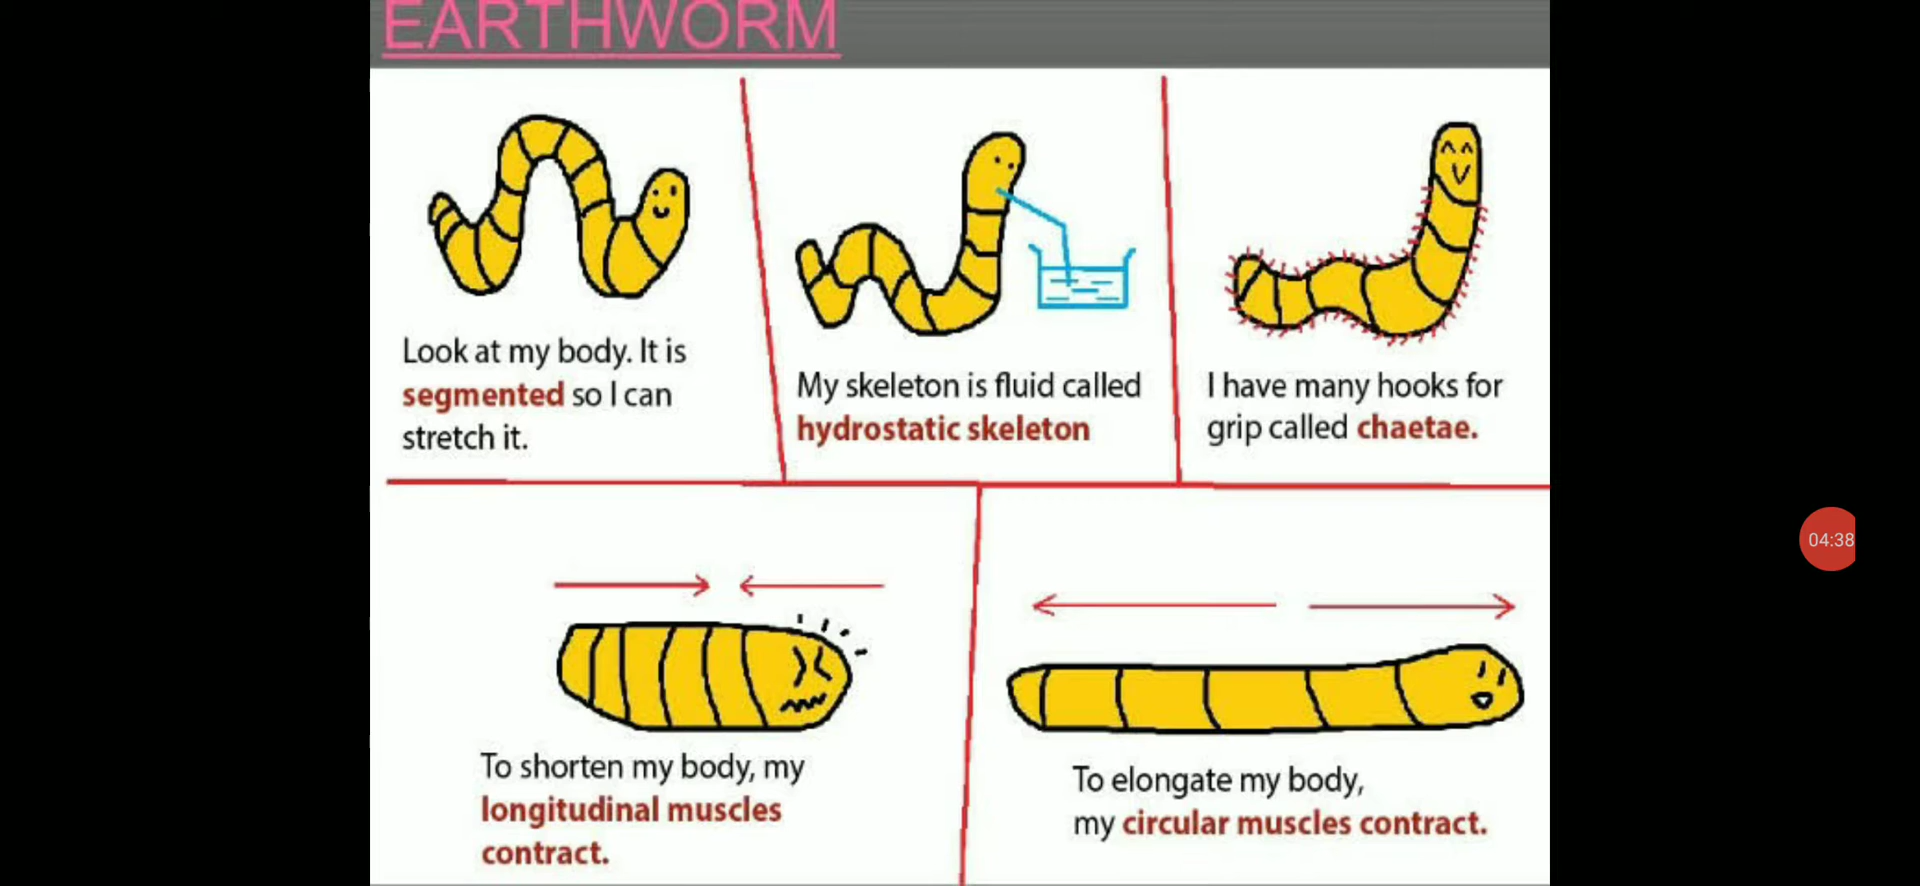 EARTHWORM
Look at my body. It is
segmented so I can
stretch it.
My skeleton is fluid called
hydrostatic skeleton
I have many hooks for
grip called chaetae.
To shorten my body, my
longitudinal muscles
contract.
To elongate my body,
my circular muscles contract.
04:38